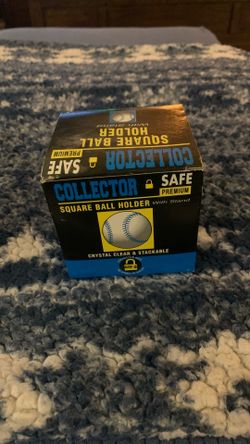 With Stand
SQUARE BALL
HOLDER
COLLECTOR
SAFE
PREMIUM
COLLECTOR
SAFE
PREMIUM
SQUARE BALL HOLDER With Stand
CRYSTAL CLEAR & STACKABLE